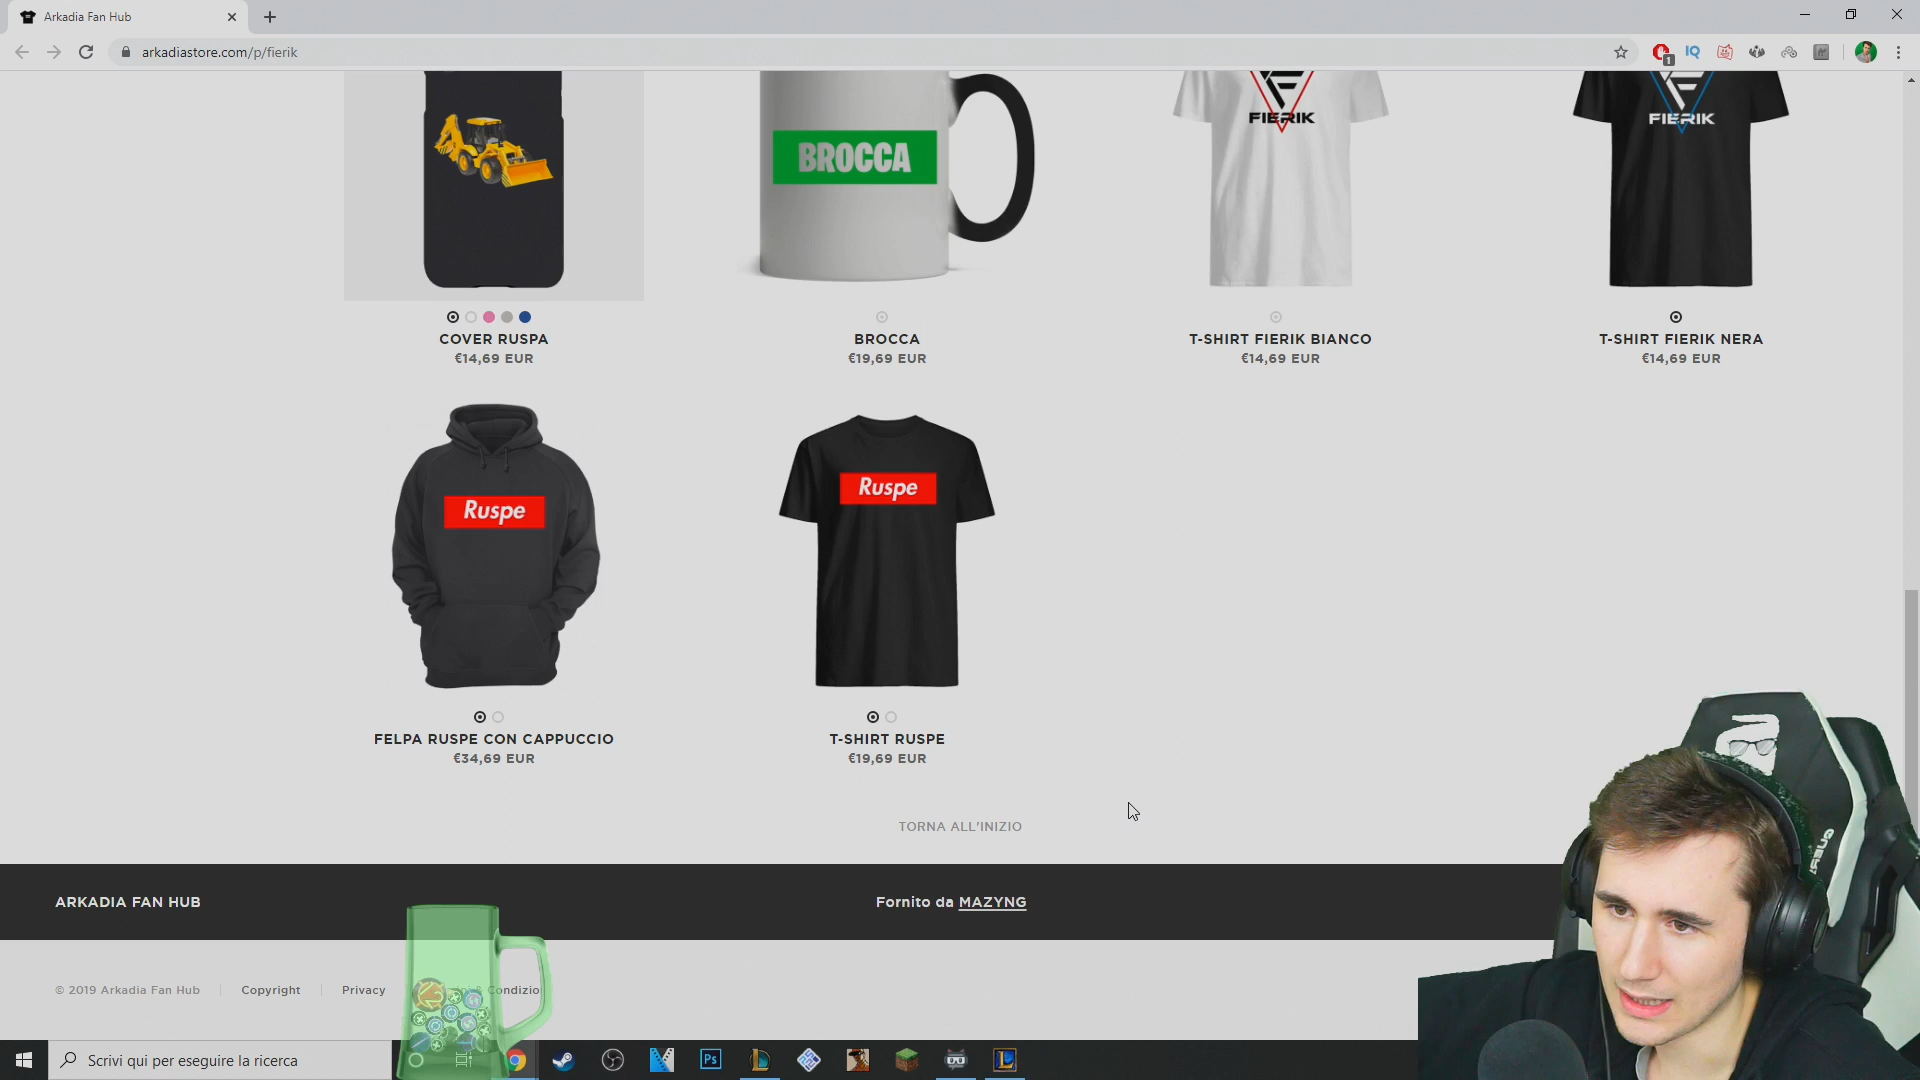 Arkadia Fan Hub
arkadiastore.com/p/fierik
IQ
1
BROCCA
FIERIK
FIERIK
COVER RUSPA
€14,69 EUR
BROCCA
€19,69 EUR
T-SHIRT FIERIK BIANCO
€14,69 EUR
T-SHIRT FIERIK NERA
€14,69 EUR
Ruspe
Ruspe
FELPA RUSPE CON CAPPUCCIO
€34,69 EUR
T-SHIRT RUSPE
€19,69 EUR
TORNA ALL'INIZIO
ARKADIA FAN HUB
Fornito da MAZYNG
© 2019 Arkadia Fan Hub
Copyright
Privacy
& Condizio
Scrivi qui per eseguire la ricerca
Ps
L